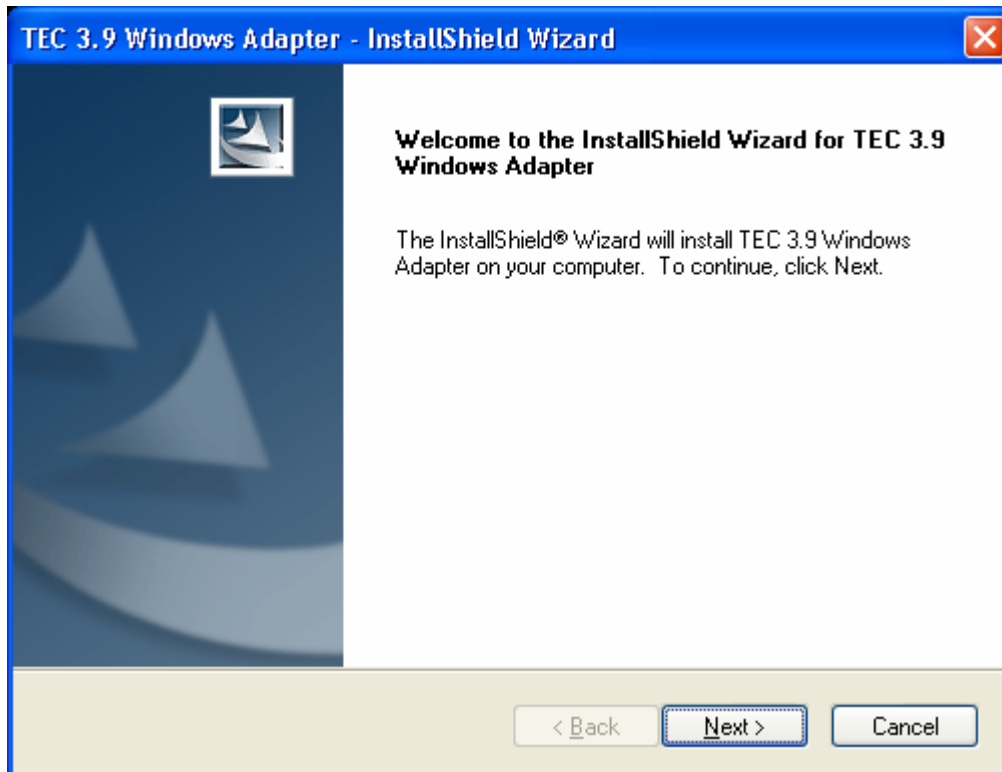 TEC 3.9 Windows Adapter - InstallShield Wizard
Welcome to the InstallShield Wizard for TEC 3.9
Windows Adapter
The InstallShield® Wizard will install TEC 3.9 Windows
Adapter on your computer.  To continue, click Next.
< Back
Next >
Cancel